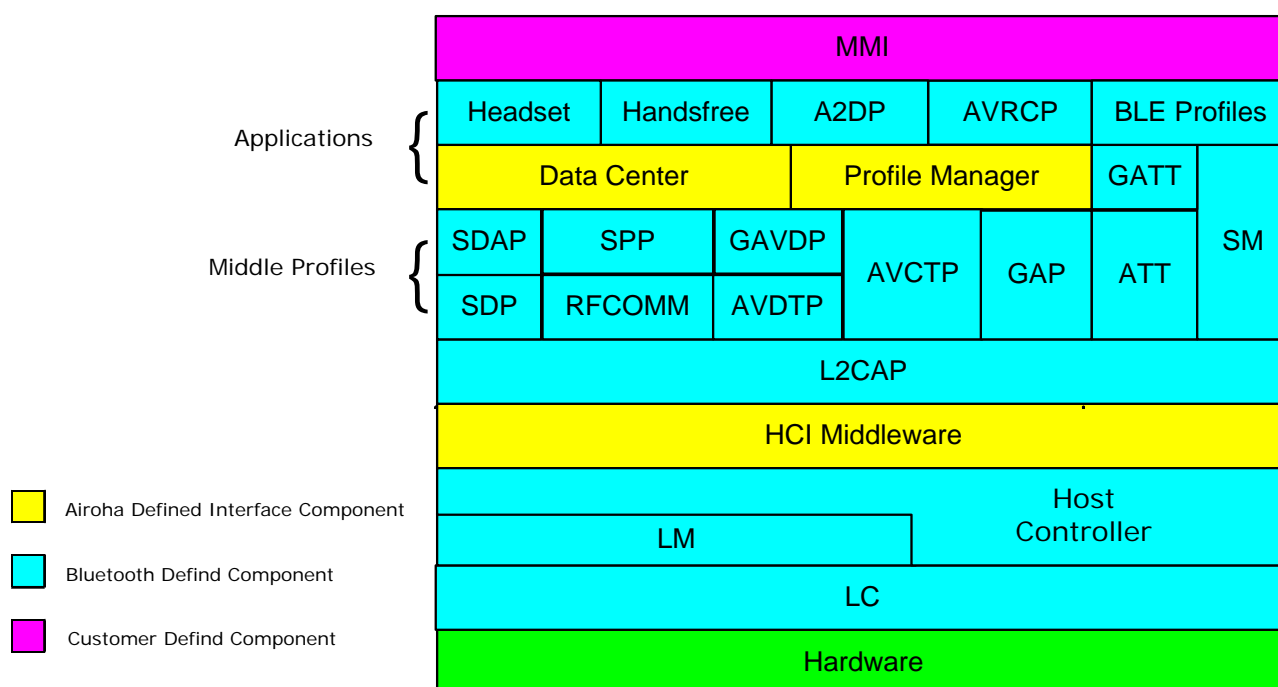 MMI
Headset Handsfree A2DP AVRCP BLE Profiles
Applications {
Data Center Profile Manager GATT
SDAP SPP GAVDP AVCTP GAP ATT SM
Middle Profiles {
SDP RFCOMM AVDTP
L2CAP
HCI Middleware
Host
Controller
LM
LC
Hardware
Airoha Defined Interface Component
Bluetooth Defind Component
Customer Defind Component